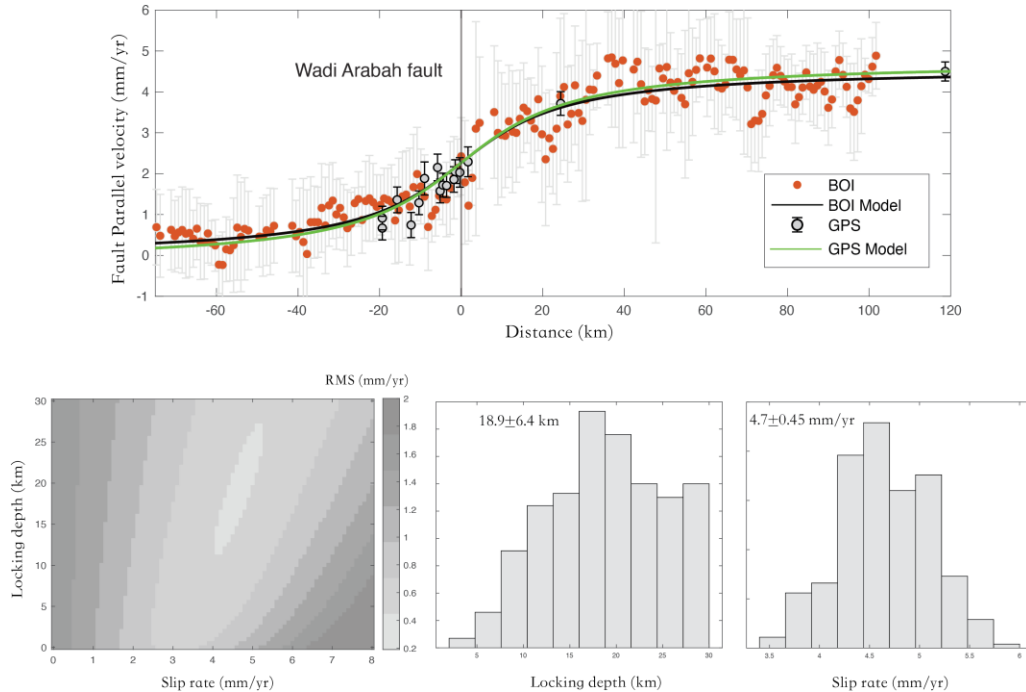 6
5
4
3
2
1
0
-1
Fault Parallel velocity (mm/yr)
Wadi Arabah fault
BOI
BOI Model
GPS
GPS Model
-60 -40 -20 0 20 40 60 80 100 120
Distance (km)
RMS (mm/yr)
30
25
20
15
10
5
0
Locking depth (km)
0 1 2 3 4 5 6 7 8
Slip rate (mm/yr)
2
1.8
1.6
1.4
1.2
1
0.8
0.6
0.4
0.2
18.9±6.4 km
5 10 15 20 25 30
Locking depth (km)
4.7±0.45 mm/yr
3.5 4 4.5 5 5.5 6
Slip rate (mm/yr)